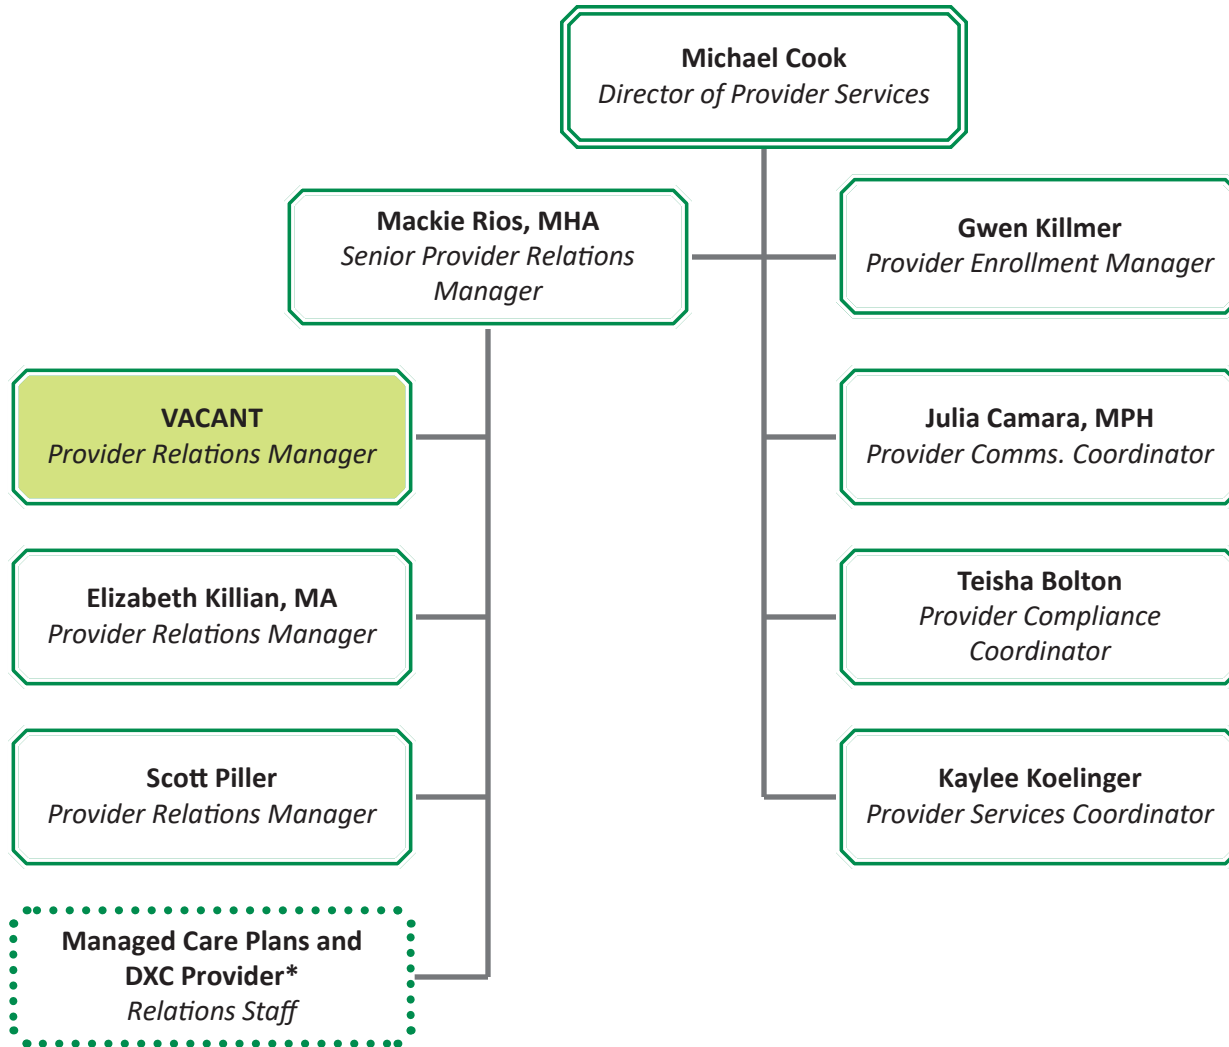 Michael Cook
Director of Provider Services
Mackie Rios, MHA
Senior Provider Relations
Manager
Gwen Killmer
Provider Enrollment Manager
VACANT
Provider Relations Manager
Julia Camara, MPH
Provider Comms. Coordinator
Elizabeth Killian, MA
Provider Relations Manager
Teisha Bolton
Provider Compliance
Coordinator
Scott Piller
Provider Relations Manager
Kaylee Koelinger
Provider Services Coordinator
Managed Care Plans and
DXC Provider*
Relations Staff